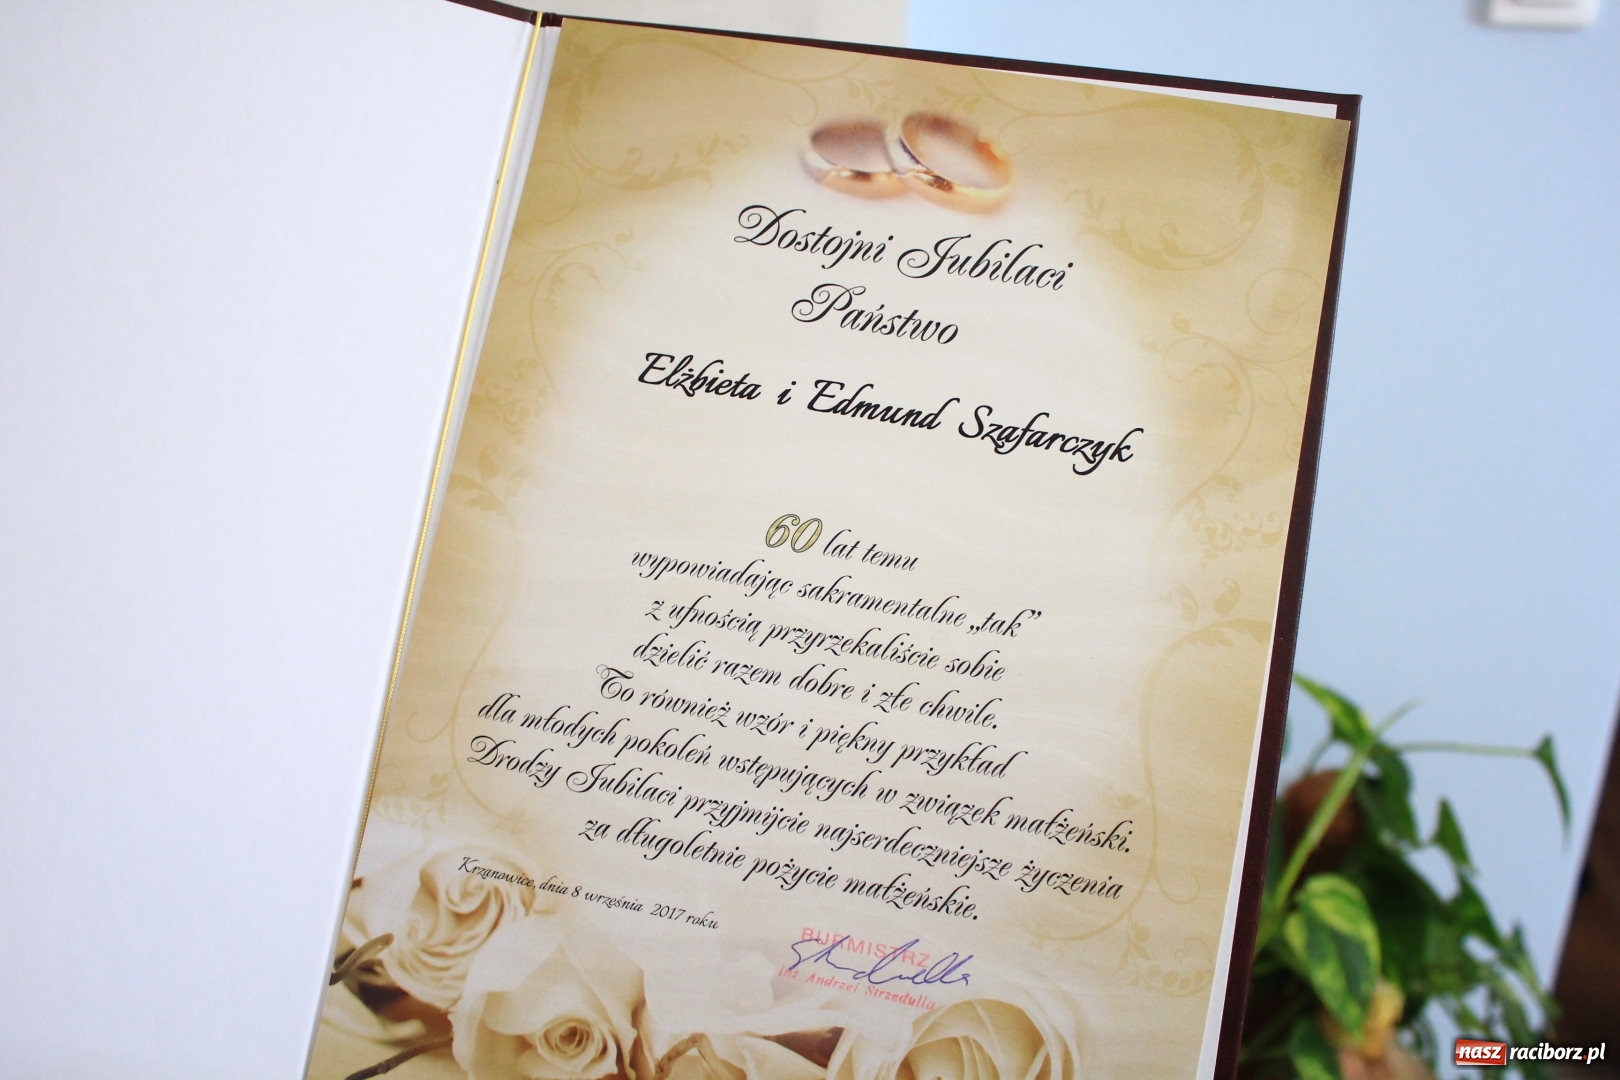 Dostojni Jubilaci
Państwo
Elżbieta i Edmund Szafarczyk
60 lat temu
wypowiadając sakramentalne „tak”
z ufnością przyrzekaliście sobie
dzielić razem dobre i złe chwile.
To również wzór i piękny przykład
dla młodych pokoleń wstępujących w związek małżeński.
Drodzy Jubilaci przyjmijcie najserdeczniejsze życzenia
za długoletnie pożycie małżeńskie.
Krzanowice, dnia 8 września 2017 roku
BURMISTRZ
inż. Andrzej Strzedulla
nasz raciborz.pl